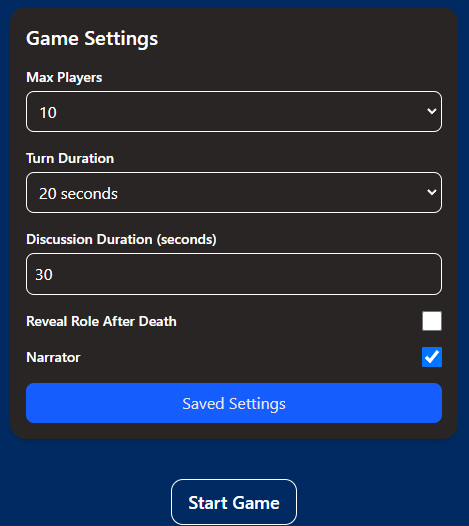 Game Settings
Max Players
10
Turn Duration
20 seconds
Discussion Duration (seconds)
30
Reveal Role After Death
Narrator
Saved Settings
Start Game